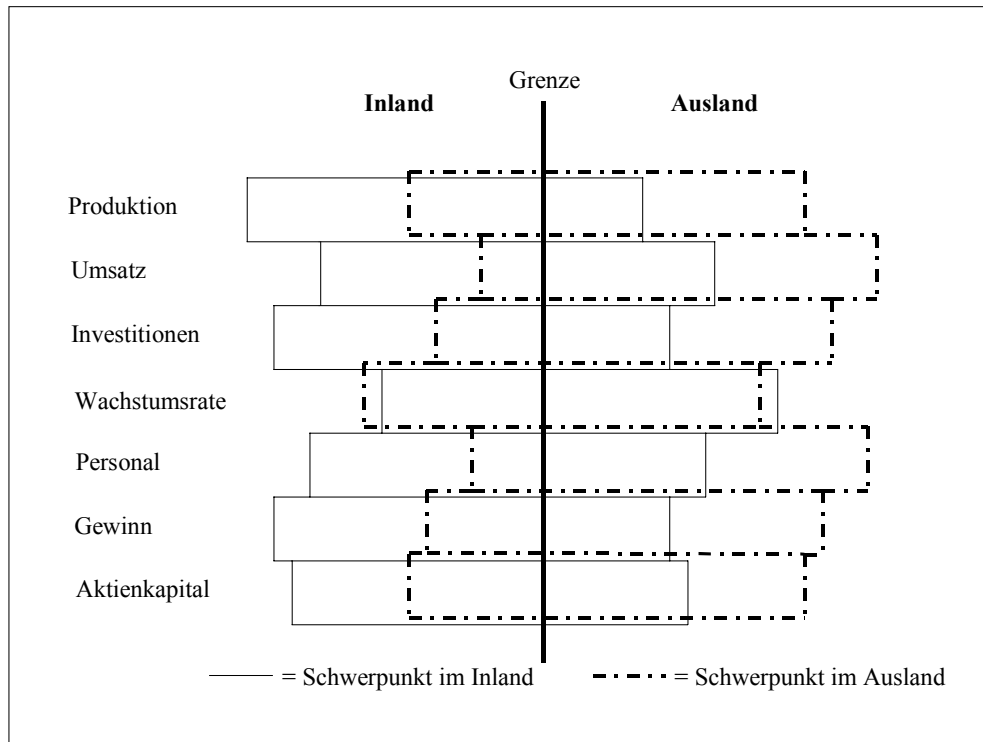 Grenze
Inland Ausland
Produktion
Umsatz
Investitionen
Wachstumsrate
Personal
Gewinn
Aktienkapital
= Schwerpunkt im Inland = Schwerpunkt im Ausland